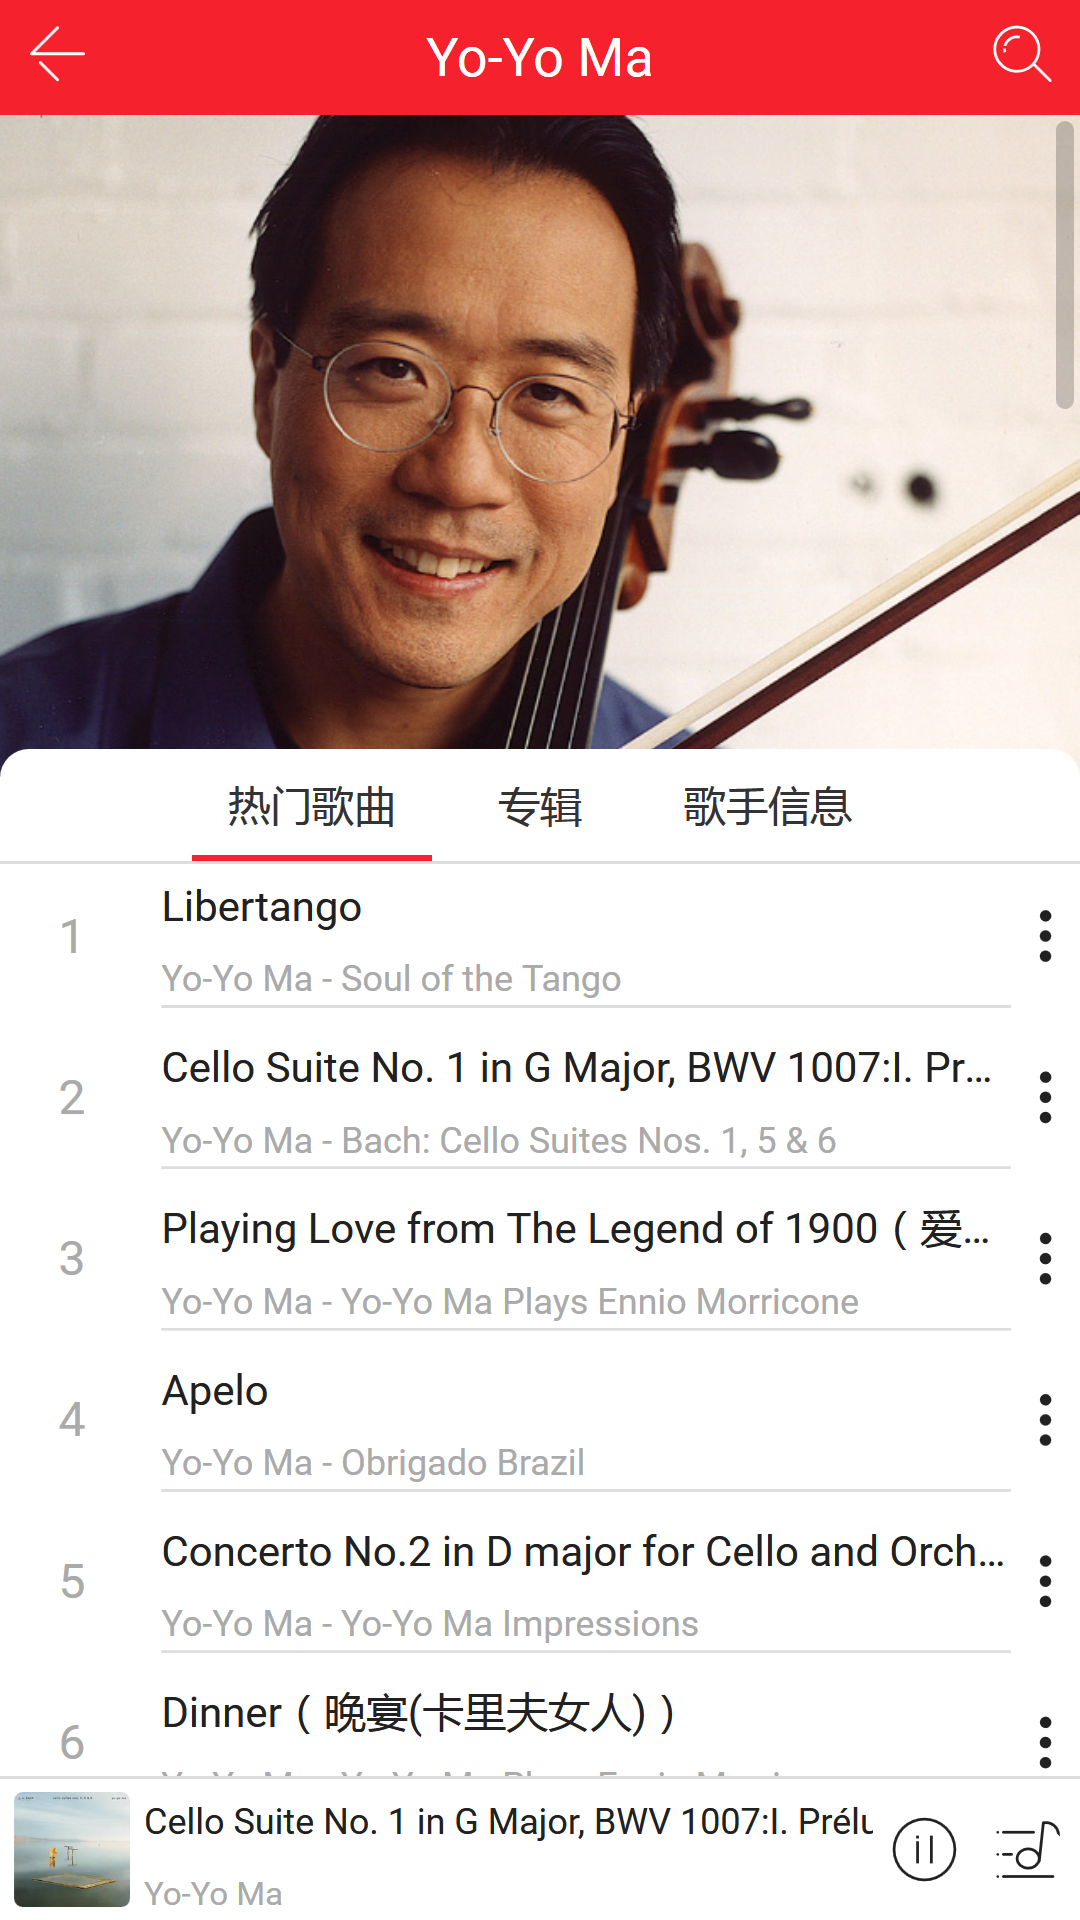 Yo-Yo Ma
热门歌曲 专辑 歌手信息
1
Libertango
Yo-Yo Ma - Soul of the Tango
2
Cello Suite No. 1 in G Major, BWV 1007:I. Pr...
Yo-Yo Ma - Bach: Cello Suites Nos. 1, 5 & 6
3
Playing Love from The Legend of 1900 ( 爱...
Yo-Yo Ma - Yo-Yo Ma Plays Ennio Morricone
4
Apelo
Yo-Yo Ma - Obrigado Brazil
5
Concerto No.2 in D major for Cello and Orch...
Yo-Yo Ma - Yo-Yo Ma Impressions
6
Dinner ( 晚宴(卡里夫女人) )
Cello Suite No. 1 in G Major, BWV 1007:I. Prélu
Yo-Yo Ma